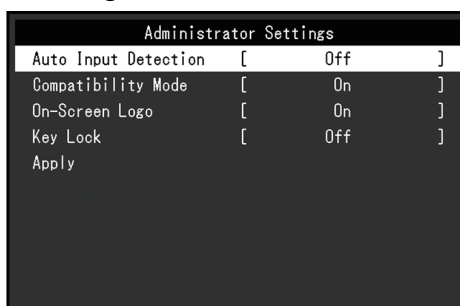 Administrator Settings
Auto Input Detection [ Off ]
Compatibility Mode [ On ]
On-Screen Logo [ On ]
Key Lock [ Off ]
Apply